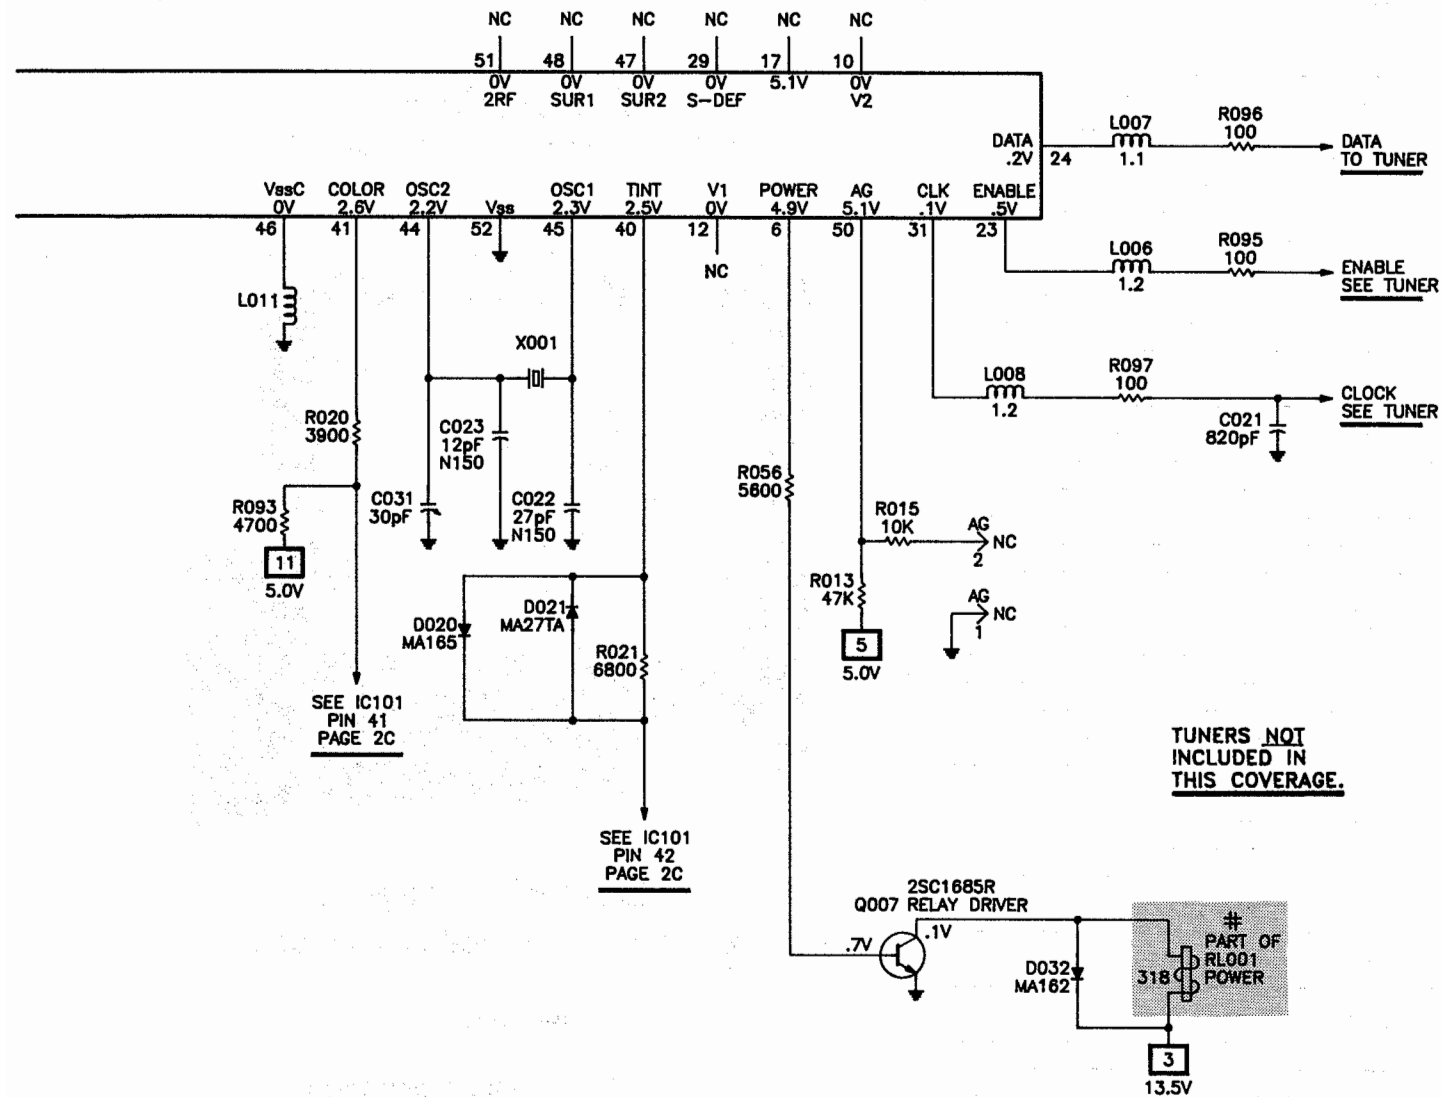 NC NC NC NC NC NC
51 48 47 29 17 10
0V 0V 0V 0V 5.1V 0V
2RF SUR1 SUR2 S-DEF V2
DATA
.2V 24
L007
1.1
R096
100
DATA
TO TUNER
VssC COLOR OSC2 OSC1 TINT V1 POWER AG CLK ENABLE
0V 2.6V 2.2V Vss 2.3V 2.5V 0V 4.9V 5.1V .1V .5V
46 41 44 52 45 40 12 6 50 31 23
NC
L006
1.2
R095
100
ENABLE
SEE TUNER
L011
X001
L008
1.2
R097
100
CLOCK
SEE TUNER
C021
820pF
R020
3900
C023
12pF
N150
R056
5600
R093
4700
C031
30pF
C022
27pF
N150
R015
10K
AG
NC
2
11
5.0V
R013
47K
AG
NC
1
D020
MA165
D021
MA27TA
R021
6800
5
5.0V
SEE IC101
PIN 41
PAGE 2C
TUNERS NOT
INCLUDED IN
THIS COVERAGE.
SEE IC101
PIN 42
PAGE 2C
2SC1685R
Q007 RELAY DRIVER
.7V
.1V
D032
MA162
#
PART OF
RL001
POWER
318
3
13.5V